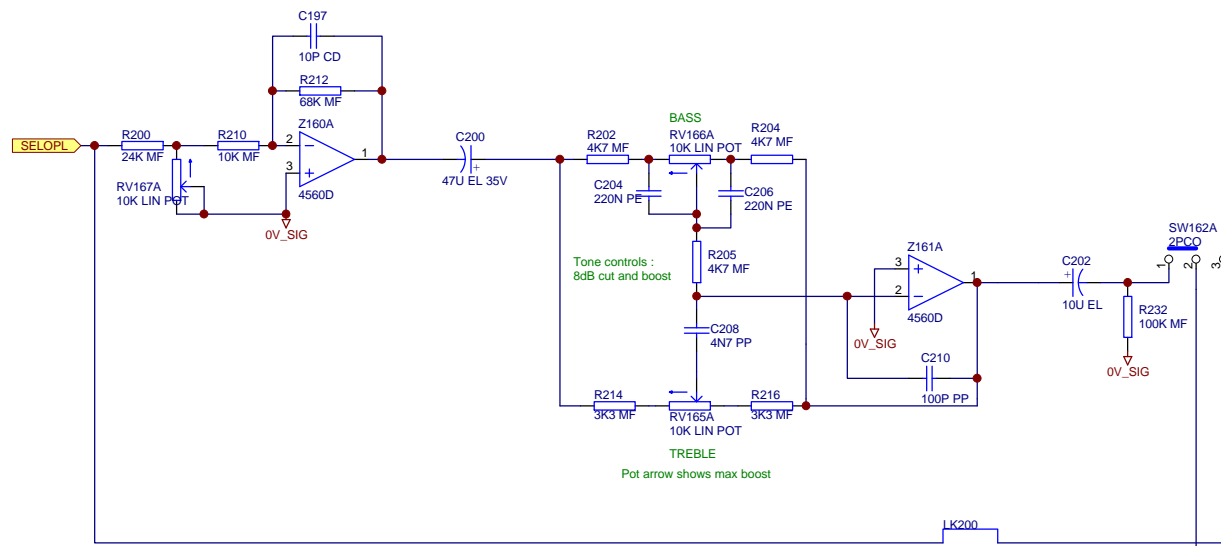 C197
10P CD
R212
68K MF
Z160A
2
3
1
4560D
SELOPL
R200
24K MF
R210
10K MF
RV167A
10K LIN POT
0V_SIG
C200
+
47U EL 35V
BASS
R202
4K7 MF
RV166A
10K LIN POT
R204
4K7 MF
C204
220N PE
C206
220N PE
R205
4K7 MF
Tone controls :
8dB cut and boost
C208
4N7 PP
R214
3K3 MF
RV165A
10K LIN POT
R216
3K3 MF
TREBLE
Pot arrow shows max boost
Z161A
3
2
1
4560D
0V_SIG
C210
100P PP
C202
+
10U EL
R232
100K MF
0V_SIG
SW162A
2PCO
1
2
3
LK200